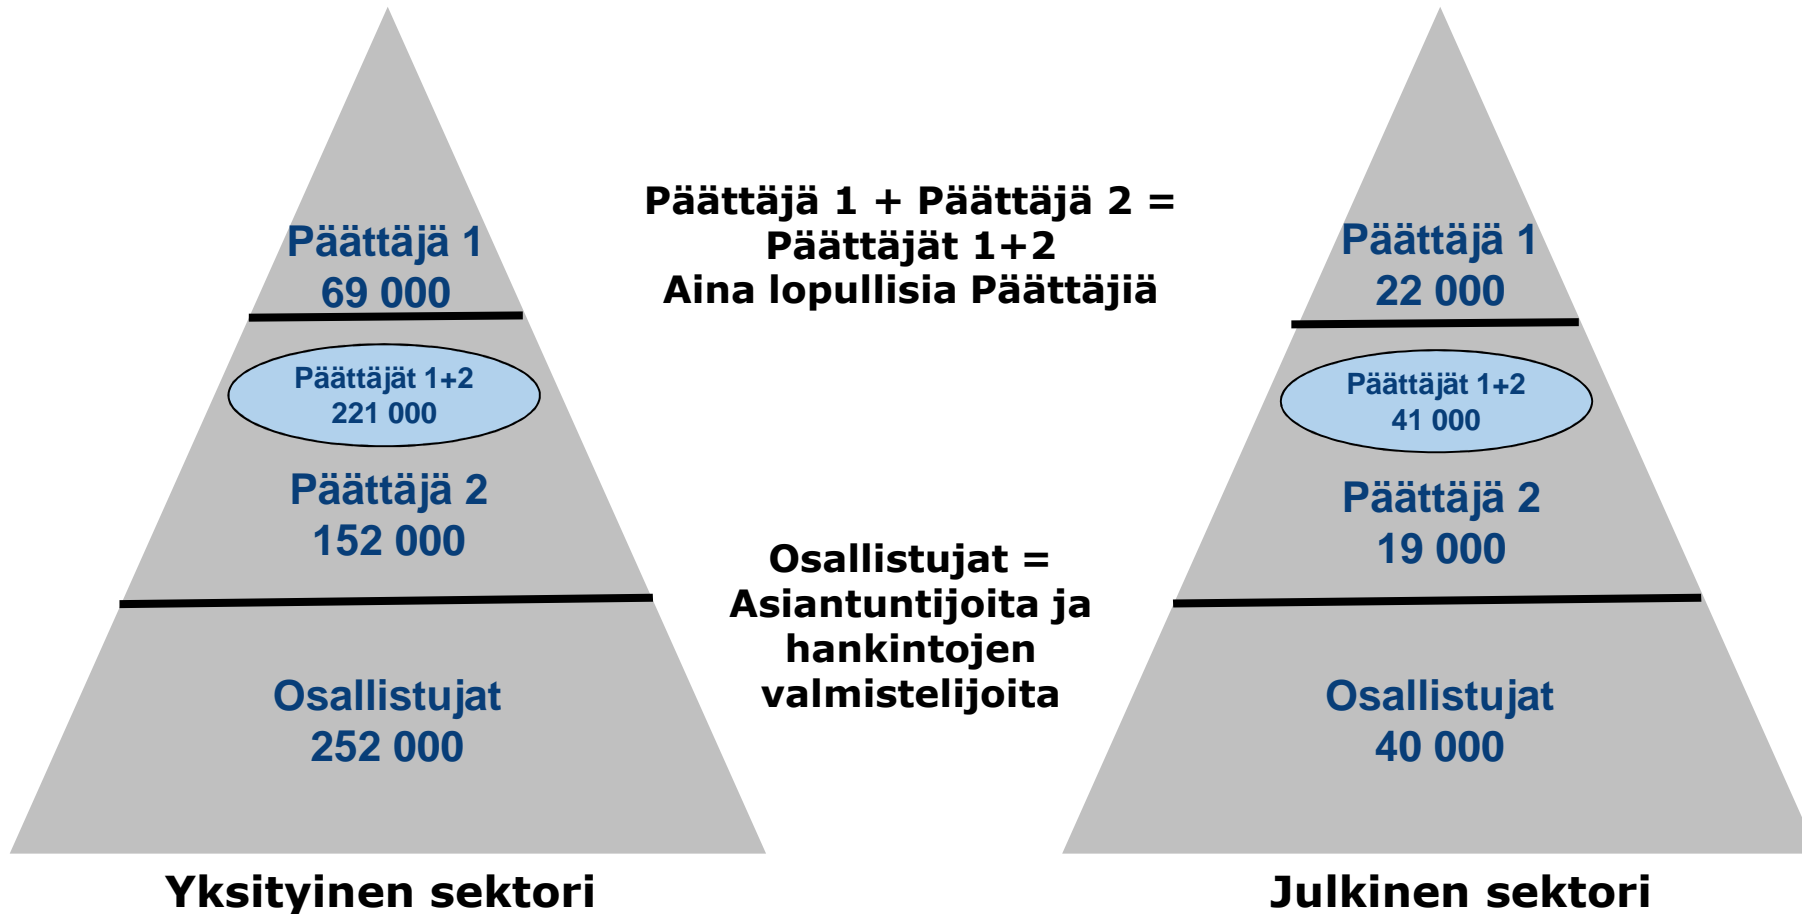 Päättäjä 1
69 000
Päättäjät 1+2
221 000
Päättäjä 2
152 000
Osallistujat
252 000
Yksityinen sektori
Päättäjä 1 + Päättäjä 2 =
Päättäjät 1+2
Aina lopullisia Päättäjiä
Osallistujat =
Asiantuntijoita ja
hankintojen
valmistelijoita
Päättäjä 1
22 000
Päättäjät 1+2
41 000
Päättäjä 2
19 000
Osallistujat
40 000
Julkinen sektori